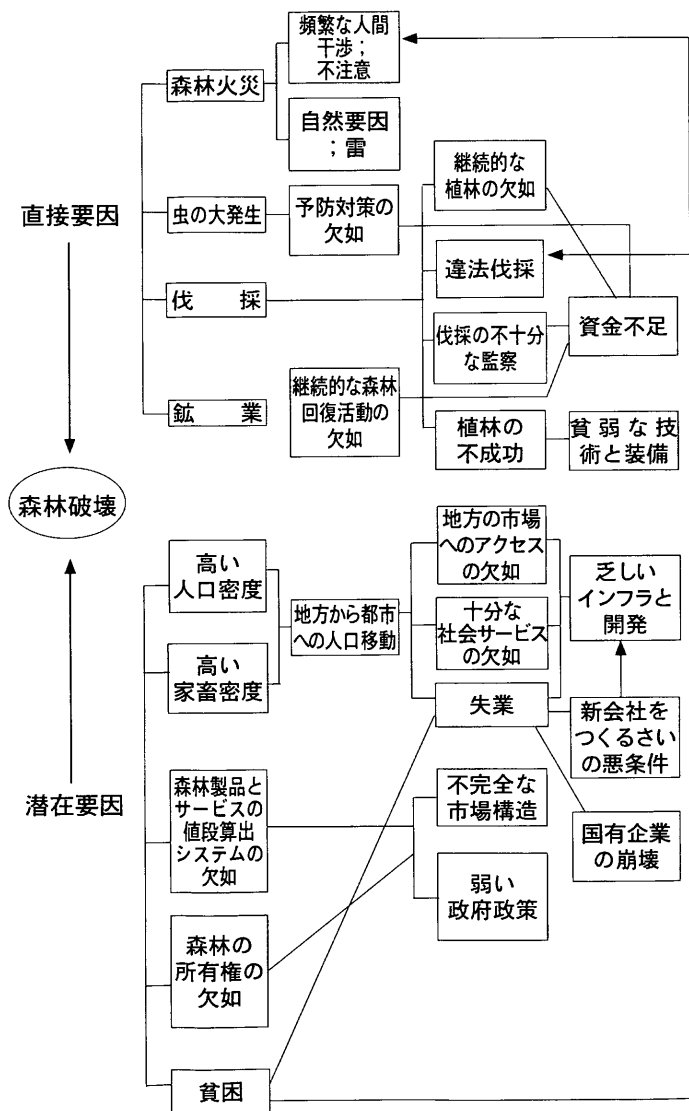 頻繁な人間
干渉;
不注意
森林火災
自然要因
;雷
継続的な
植林の欠如
直接要因
虫の大発生
予防対策の
欠如
違法伐採
伐 採
資金不足
伐採の不十分
な監察
継続的な森林
回復活動の
欠如
鉱 業
植林の
不成功
貧弱な技
術と装備
森林破壊
地方の市場
へのアクセス
の欠如
高い
人口密度
乏しい
インフラと
開発
地方から都市
への人口移動
十分な
社会サービス
の欠如
高い
家畜密度
失業
新会社を
つくるさい
の悪条件
潜在要因
森林製品と
サービスの
値段算出
システムの
欠如
不完全な
市場構造
国有企業
の崩壊
弱い
政府政策
森林の
所有権の
欠如
貧困